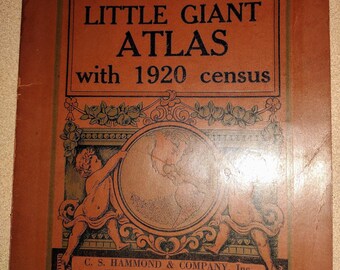 LITTLE GIANT
ATLAS
with 1920 census
C. S. HAMMOND & COMPANY, Inc.